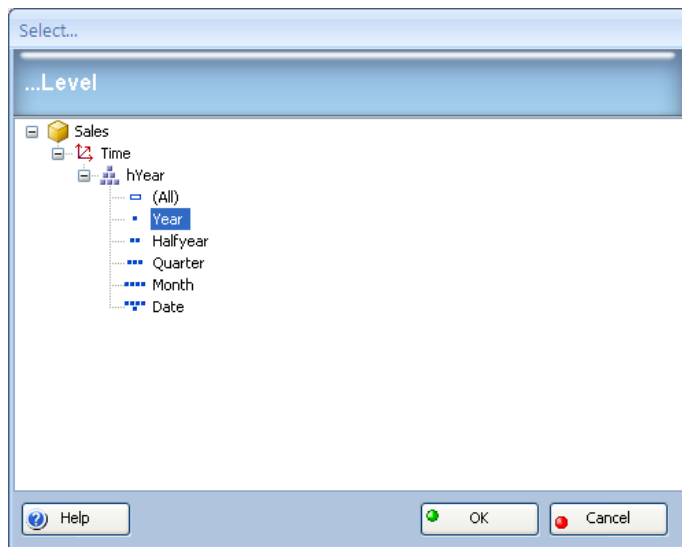 Select...
...Level
Sales
Time
hYear
(All)
Year
Halfyear
Quarter
Month
Date
Help
OK
Cancel